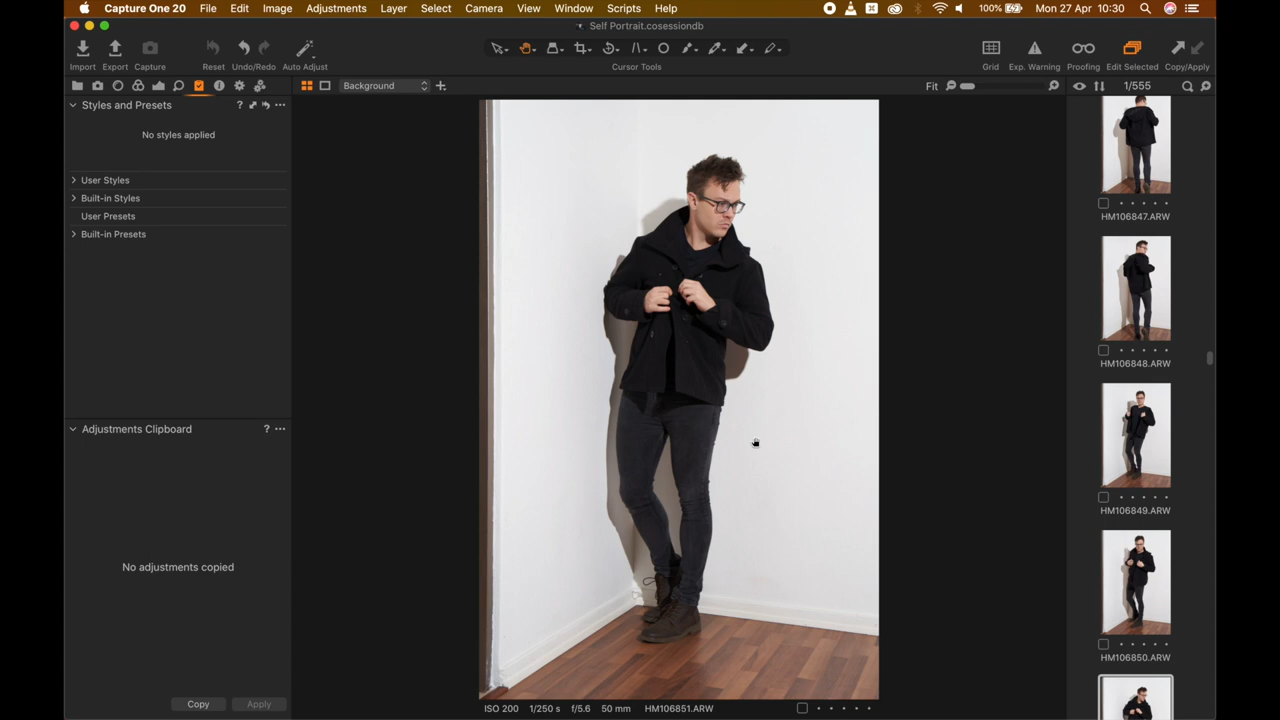 Capture One 20 File Edit Image Adjustments Layer Select Camera View Window Scripts Help 100% Mon 27 Apr 10:30
Self Portrait.cosessiondb
Import Export Capture Reset Undo/Redo Auto Adjust Cursor Tools Grid Exp. Warning Proofing Edit Selected Copy/Apply
Background Fit 1/555
Styles and Presets ?
No styles applied
User Styles
Built-in Styles
User Presets
Built-in Presets
HM106847.ARW
HM106848.ARW
Adjustments Clipboard ?
HM106849.ARW
No adjustments copied
HM106850.ARW
Copy Apply
ISO 200 1/250 s f/5.6 50 mm HM106851.ARW